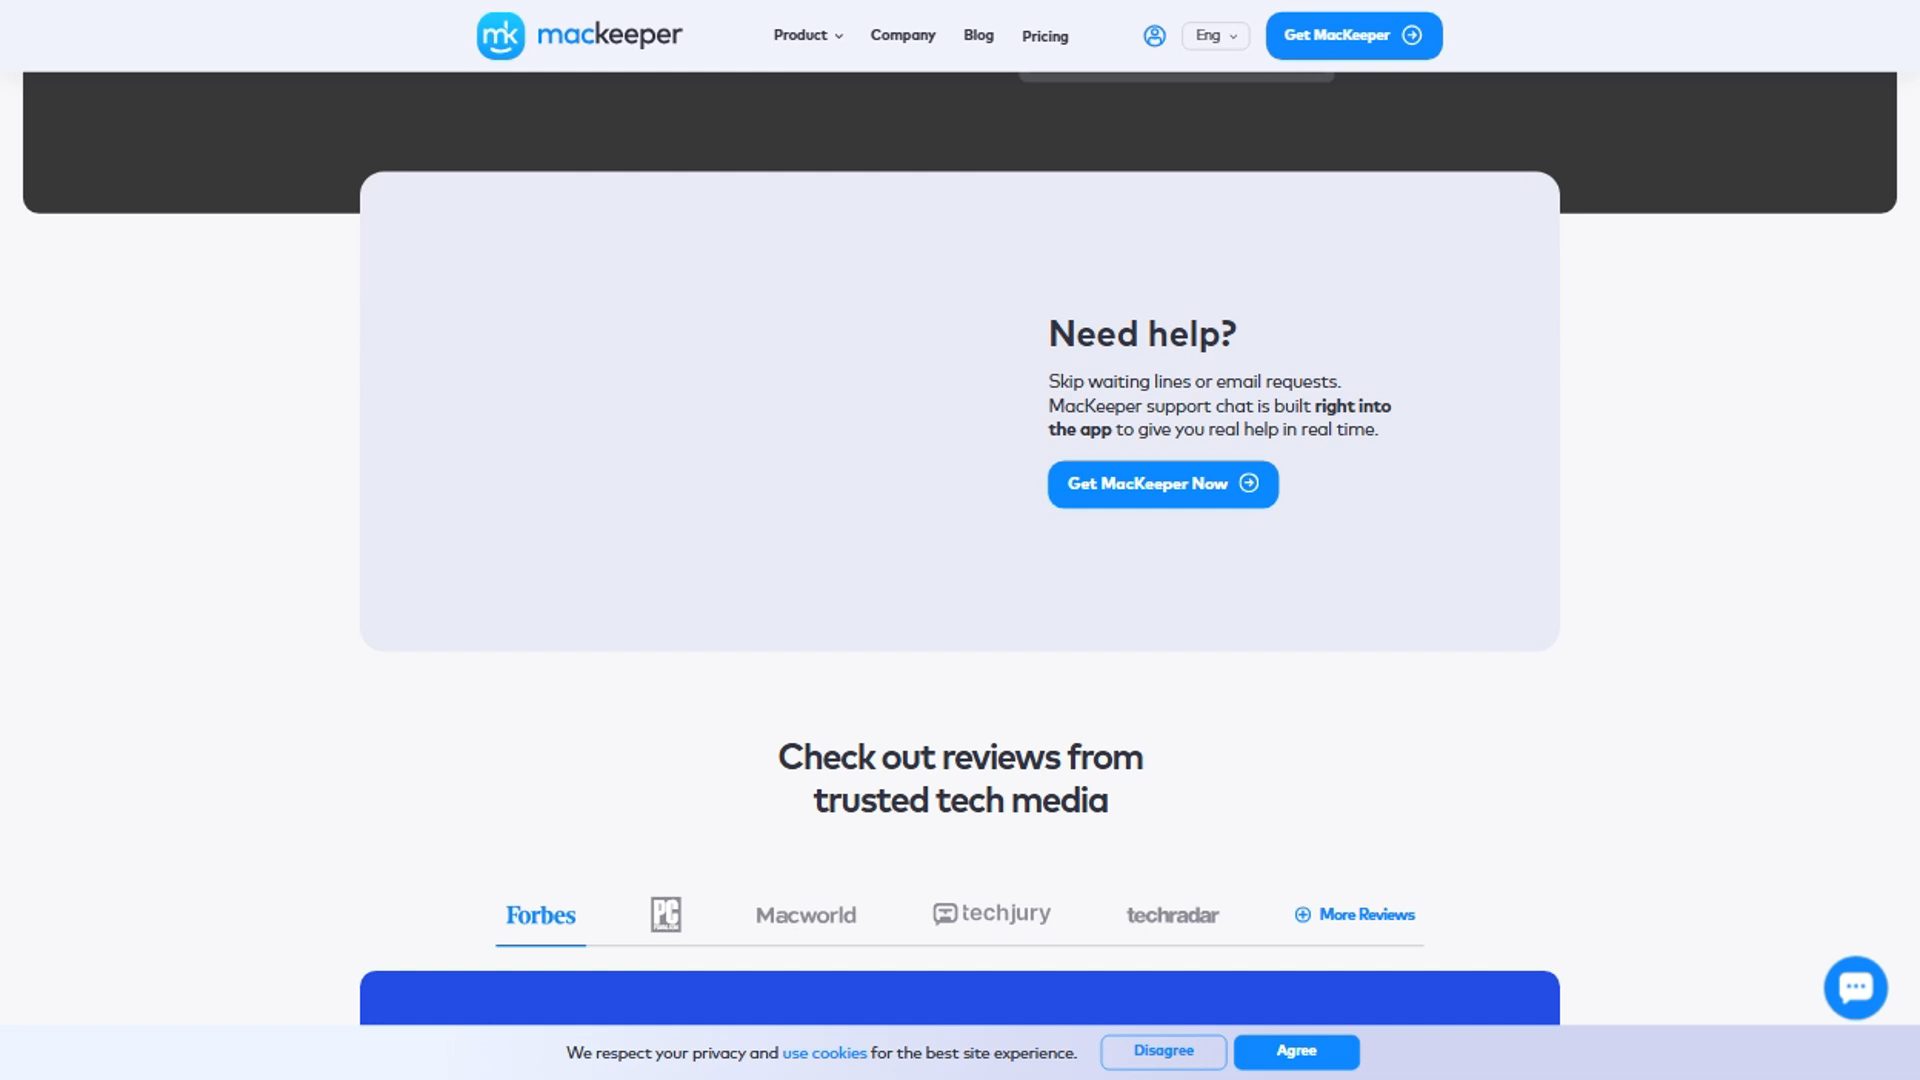 mk mackeeper
Product
Company
Blog
Pricing
Eng
Get MacKeeper
Need help?
Skip waiting lines or email requests.
MacKeeper support chat is built right into
the app to give you real help in real time.
Get MacKeeper Now
Check out reviews from
trusted tech media
Forbes
PC
Macworld
techjury
techradar
More Reviews
We respect your privacy and use cookies for the best site experience.
Disagree
Agree